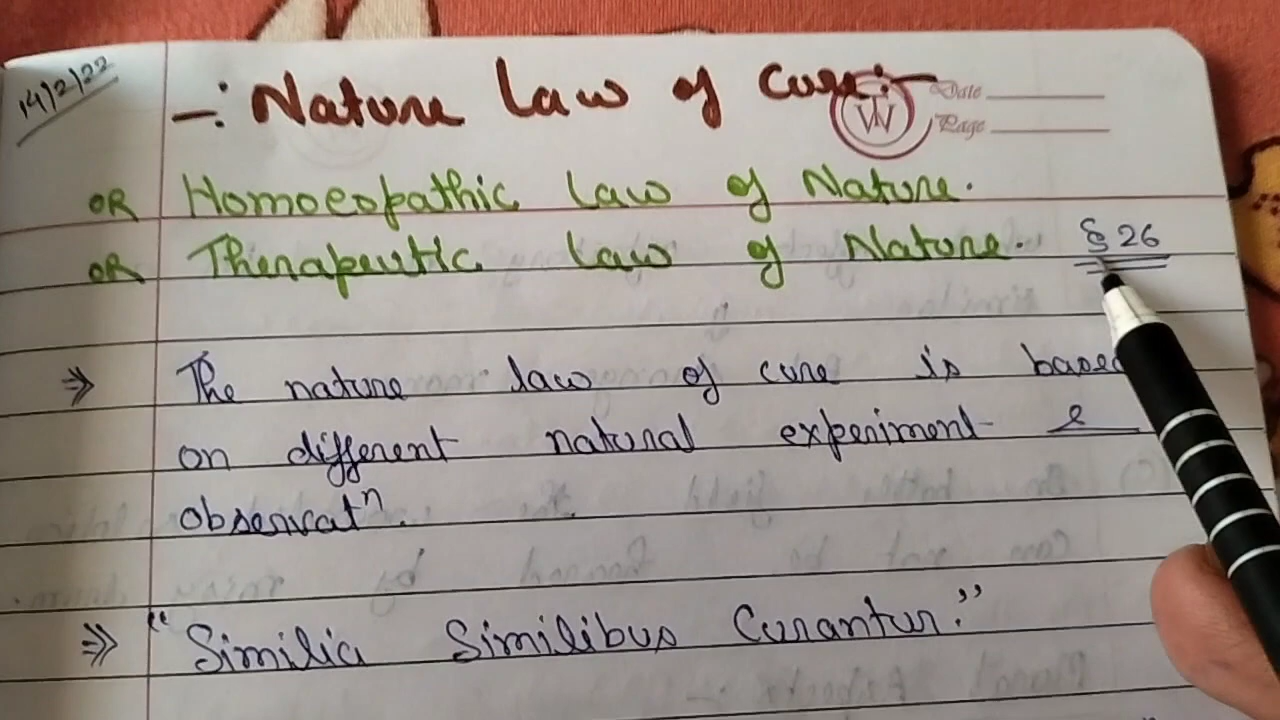 14/2/22
-: Nature law of Cure :-
Date
Page
OR Homoeopathic law of Nature.
OR Therapeutic law of Nature. § 26
⇒ The nature law of cure is based
on different natural experiment &
observatⁿ.
⇒ "Similia Similibus Curantur."